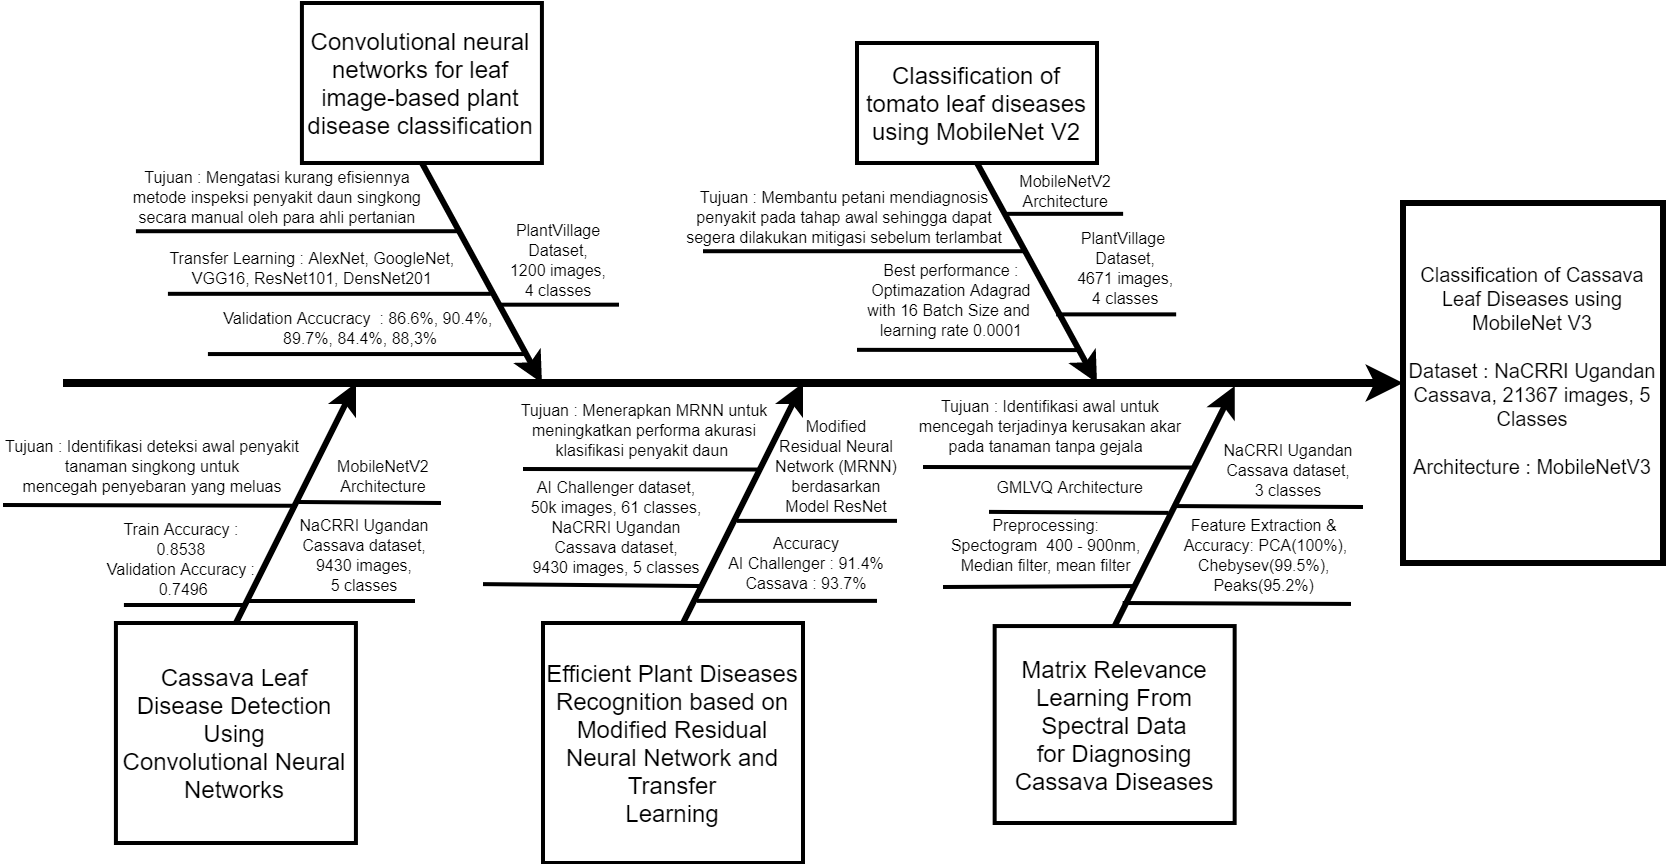 Convolutional neural
networks for leaf
image-based plant
disease classification
Tujuan : Mengatasi kurang efisiennya
metode inspeksi penyakit daun singkong
secara manual oleh para ahli pertanian
Transfer Learning : AlexNet, GoogleNet,
VGG16, ResNet101, DensNet201
Validation Accucracy : 86.6%, 90.4%,
89.7%, 84.4%, 88,3%
PlantVillage
Dataset,
1200 images,
4 classes
Classification of
tomato leaf diseases
using MobileNet V2
Tujuan : Membantu petani mendiagnosis
penyakit pada tahap awal sehingga dapat
segera dilakukan mitigasi sebelum terlambat
Best performance :
Optimazation Adagrad
with 16 Batch Size and
learning rate 0.0001
MobileNetV2
Architecture
PlantVillage
Dataset,
4671 images,
4 classes
Classification of Cassava
Leaf Diseases using
MobileNet V3
Dataset : NaCRRI Ugandan
Cassava, 21367 images, 5
Classes
Architecture : MobileNetV3
Tujuan : Identifikasi deteksi awal penyakit
tanaman singkong untuk
mencegah penyebaran yang meluas
Train Accuracy :
0.8538
Validation Accuracy :
0.7496
MobileNetV2
Architecture
NaCRRI Ugandan
Cassava dataset,
9430 images,
5 classes
Cassava Leaf
Disease Detection
Using
Convolutional Neural
Networks
Tujuan : Menerapkan MRNN untuk
meningkatkan performa akurasi
klasifikasi penyakit daun
AI Challenger dataset,
50k images, 61 classes,
NaCRRI Ugandan
Cassava dataset,
9430 images, 5 classes
Modified
Residual Neural
Network (MRNN)
berdasarkan
Model ResNet
Accuracy
AI Challenger : 91.4%
Cassava : 93.7%
Efficient Plant Diseases
Recognition based on
Modified Residual
Neural Network and
Transfer
Learning
Tujuan : Identifikasi awal untuk
mencegah terjadinya kerusakan akar
pada tanaman tanpa gejala
GMLVQ Architecture
Preprocessing:
Spectogram 400 - 900nm,
Median filter, mean filter
NaCRRI Ugandan
Cassava dataset,
3 classes
Feature Extraction &
Accuracy: PCA(100%),
Chebysev(99.5%),
Peaks(95.2%)
Matrix Relevance
Learning From
Spectral Data
for Diagnosing
Cassava Diseases